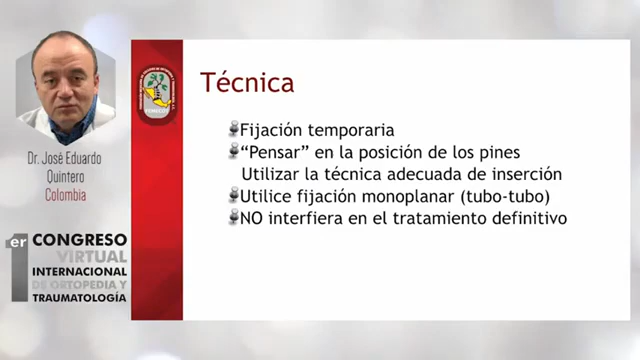 Técnica
Fijación temporaria
“Pensar” en la posición de los pines
Utilizar la técnica adecuada de inserción
Utilice fijación monoplanar (tubo-tubo)
NO interfiera en el tratamiento definitivo
Dr. José Eduardo
Quintero
Colombia
1er CONGRESO
VIRTUAL
INTERNACIONAL
DE ORTOPEDIA Y
TRAUMATOLOGÍA